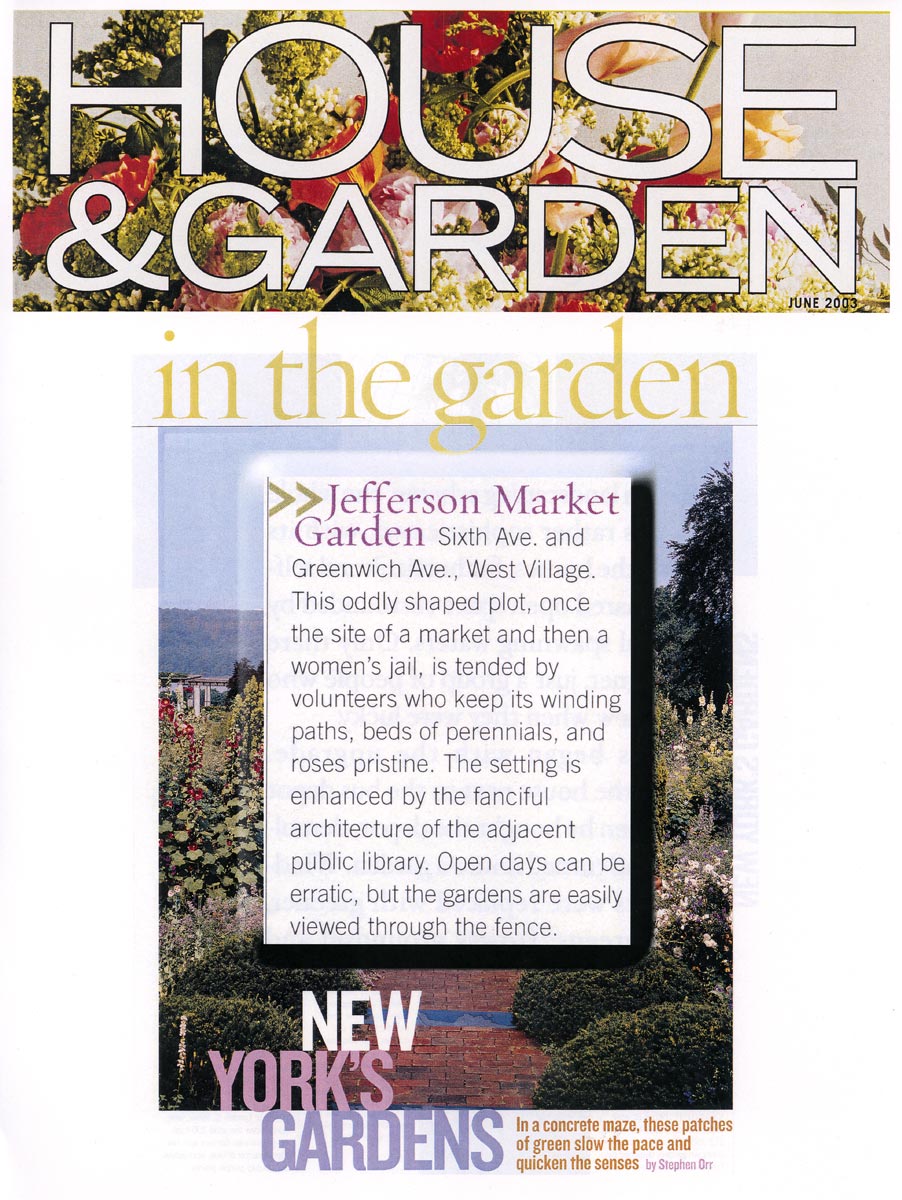 HOUSE
&GARDEN
JUNE 2003
in the garden
>>Jefferson Market
Garden Sixth Ave. and
Greenwich Ave., West Village.
This oddly shaped plot, once
the site of a market and then a
women's jail, is tended by
volunteers who keep its winding
paths, beds of perennials, and
roses pristine. The setting is
enhanced by the fanciful
architecture of the adjacent
public library. Open days can be
erratic, but the gardens are easily
viewed through the fence.
NEW
YORK'S
GARDENS
In a concrete maze, these patches
of green slow the pace and
quicken the senses by Stephen Orr